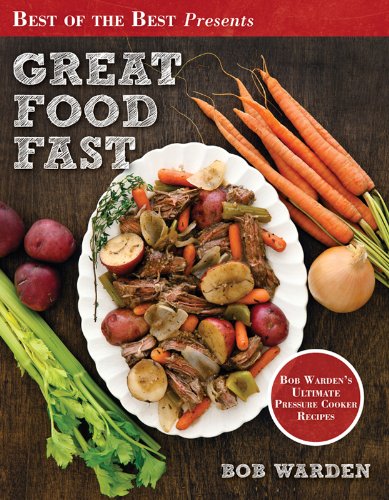 BEST OF THE BEST Presents
GREAT
FOOD
FAST
BOB WARDEN'S
ULTIMATE
PRESSURE COOKER
RECIPES
BOB WARDEN